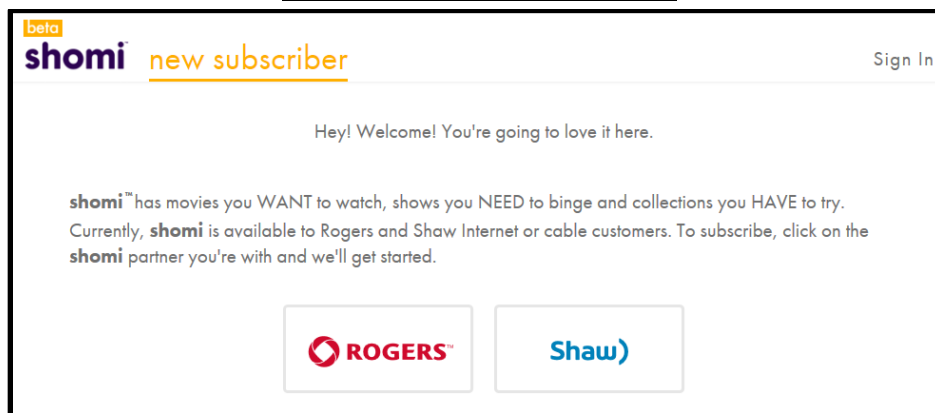 beta
shomi™ new subscriber
Sign In
Hey! Welcome! You're going to love it here.
shomi™ has movies you WANT to watch, shows you NEED to binge and collections you HAVE to try.
Currently, shomi is available to Rogers and Shaw Internet or cable customers. To subscribe, click on the
shomi partner you're with and we'll get started.
ROGERS™
Shaw)